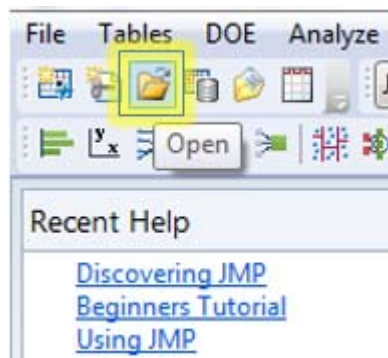 File Tables DOE Analyze
J
y x Open
Recent Help
Discovering JMP
Beginners Tutorial
Using JMP